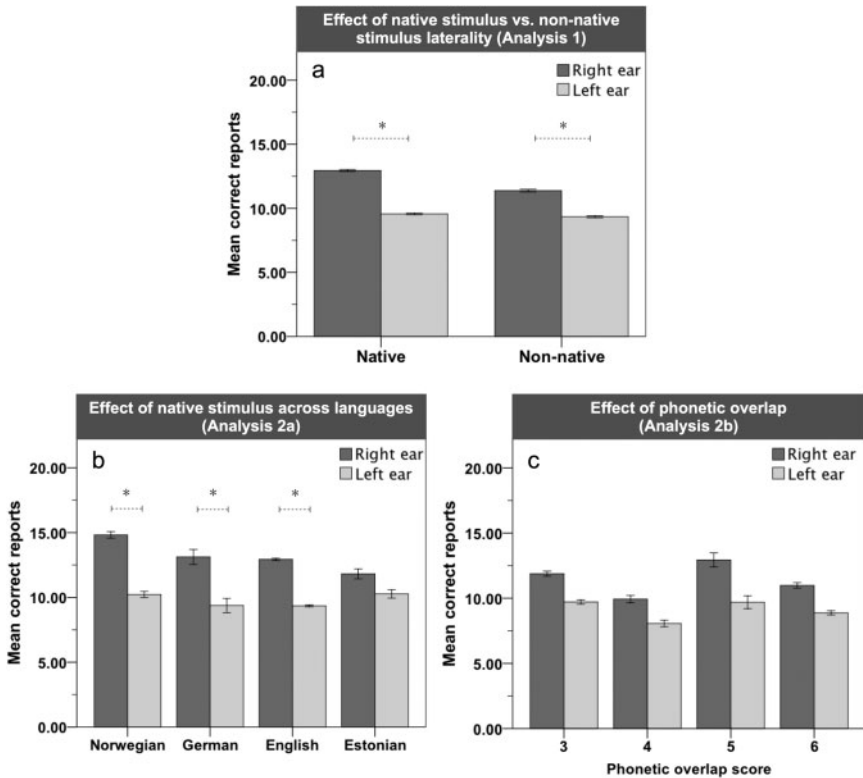 Effect of native stimulus vs. non-native
stimulus laterality (Analysis 1)
a
Right ear
Left ear
20.00
15.00
10.00
5.00
0.00
Mean correct reports
*
*
Native
Non-native
Effect of native stimulus across languages
(Analysis 2a)
b
Right ear
Left ear
20.00
15.00
10.00
5.00
0.00
Mean correct reports
*
*
*
Norwegian
German
English
Estonian
Effect of phonetic overlap
(Analysis 2b)
c
Right ear
Left ear
20.00
15.00
10.00
5.00
0.00
Mean correct reports
3
4
5
6
Phonetic overlap score